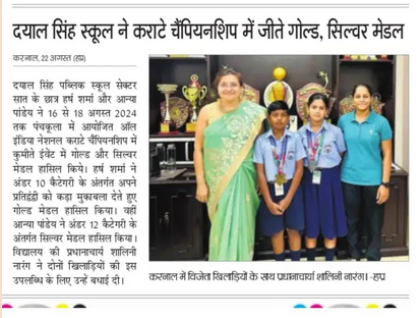 दयाल सिंह स्कूल ने कराटे चैंपियनशिप में जीते गोल्ड, सिल्वर मेडल
करनाल, 22 अगस्त (हप्र)
दयाल सिंह पब्लिक स्कूल सेक्टर
सात के छात्र हर्ष शर्मा और आन्या
पांडेय ने 16 से 18 अगस्त 2024
तक पंचकूला में आयोजित ऑल
इंडिया नेशनल कराटे चैंपियनशिप में
कुमीते इवेंट में गोल्ड और सिल्वर
मेडल हासिल किये। हर्ष शर्मा ने
अंडर 10 कैटेगरी के अंतर्गत अपने
प्रतिद्वंद्वी को कड़ा मुकाबला देते हुए
गोल्ड मेडल हासिल किया। वहीं
आन्या पांडेय ने अंडर 12 कैटेगरी के
अंतर्गत सिल्वर मेडल हासिल किया।
विद्यालय की प्रधानाचार्या शालिनी
नारंग ने दोनों खिलाड़ियों की इस
उपलब्धि के लिए उन्हें बधाई दी।
करनाल में विजेता खिलाड़ियों के साथ प्रधानाचार्या शालिनी नारंग। -हप्र